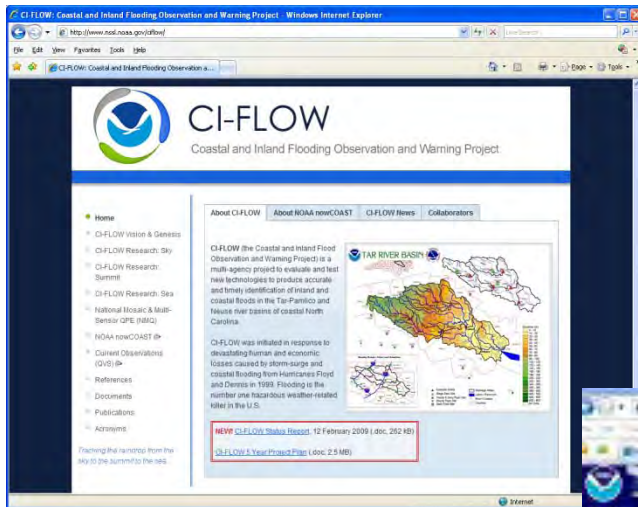 CI-FLOW: Coastal and Inland Flooding Observation and Warning Project - Windows Internet Explorer
http://www.nssl.noaa.gov/ciflow/
File Edit View Favorites Tools Help
CI-FLOW: Coastal and Inland Flooding Observation a...
Page Tools
CI-FLOW
Coastal and Inland Flooding Observation and Warning Project
Home
CI-FLOW Vision & Genesis
CI-FLOW Research: Sky
CI-FLOW Research:
Summit
CI-FLOW Research: Sea
National Mosaic & Multi-
Sensor QPE (NMQ)
NOAA nowCOAST
Current Observations
(QVS)
References
Documents
Publications
Acronyms
Tracking the raindrop from the
sky to the summit to the sea...
About CI-FLOW About NOAA nowCOAST CI-FLOW News Collaborators
CI-FLOW (the Coastal and Inland Flood
Observation and Warning Project) is a
multi-agency project to evaluate and test
new technologies to produce accurate
and timely identification of inland and
coastal floods in the Tar-Pamlico and
Neuse river basins of coastal North
Carolina.
CI-FLOW was initiated in response to
devastating human and economic
losses caused by storm-surge and
coastal flooding from Hurricanes Floyd
and Dennis in 1999. Flooding is the
number one hazardous weather-related
killer in the U.S.
TAR RIVER BASIN
NEW! CI-FLOW Status Report, 12 February 2009 (.doc, 262 kB)
CI-FLOW 5 Year Project Plan (.doc, 2.5 MB)
Internet